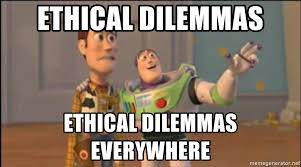 ETHICAL DILEMMAS
ETHICAL DILEMMAS
EVERYWHERE
memegenerator.net